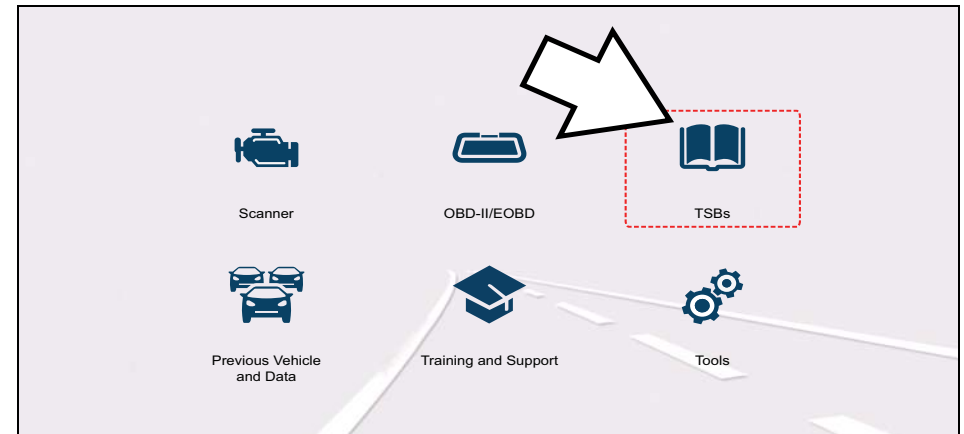 Scanner
OBD-II/EOBD
TSBs
Previous Vehicle
and Data
Training and Support
Tools